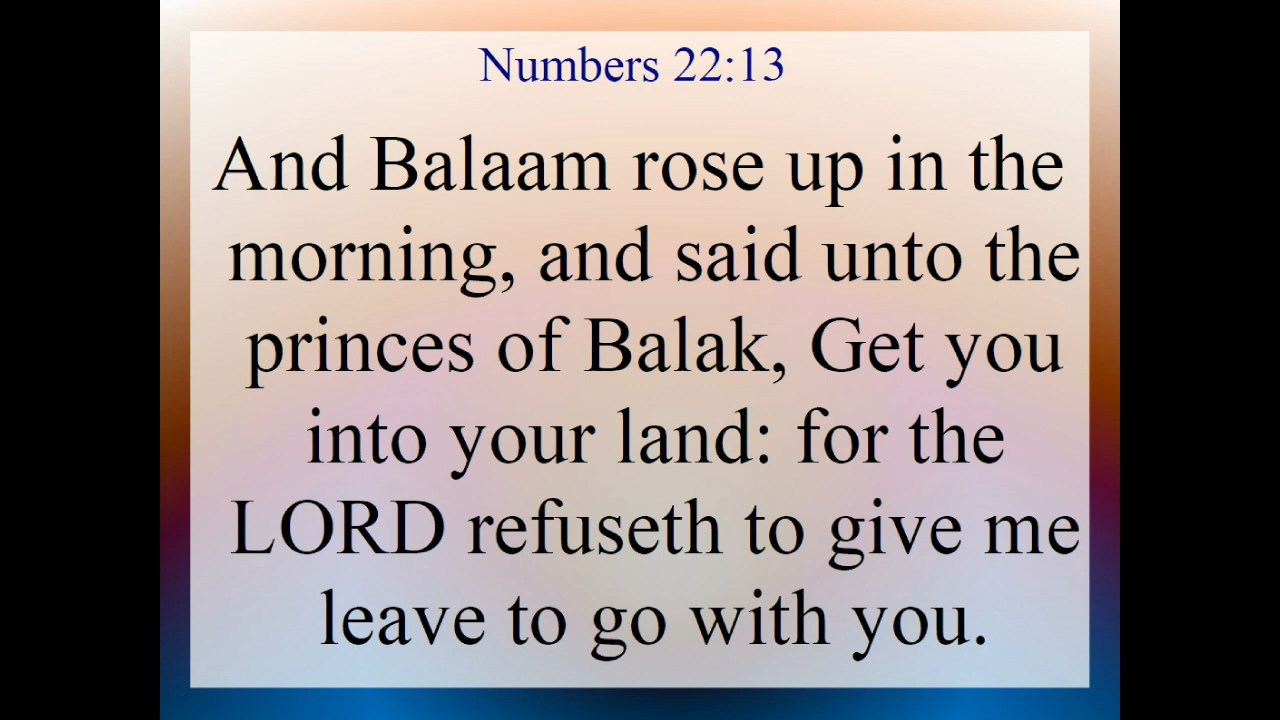 Numbers 22:13
And Balaam rose up in the
morning, and said unto the
princes of Balak, Get you
into your land: for the
LORD refuseth to give me
leave to go with you.